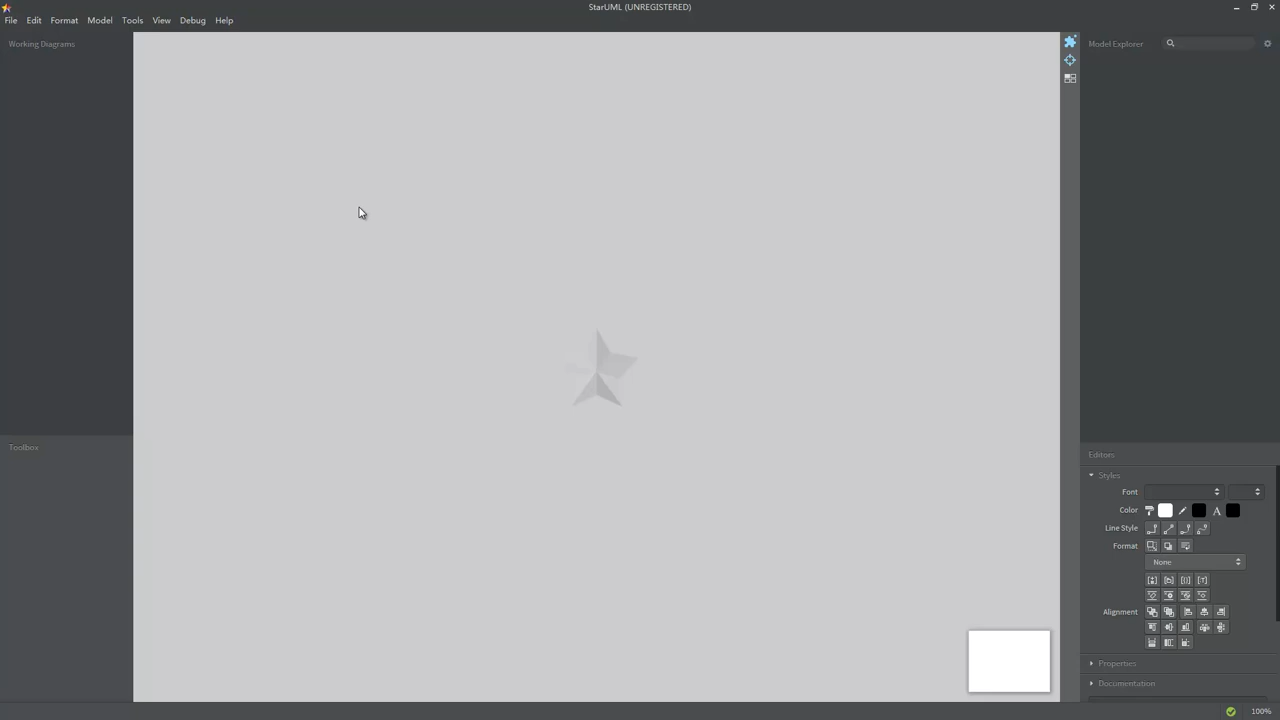 StarUML (UNREGISTERED)
File Edit Format Model Tools View Debug Help
Working Diagrams
Model Explorer
Toolbox
Editors
Styles
Font
Color
Line Style
Format
None
Alignment
Properties
Documentation
100%